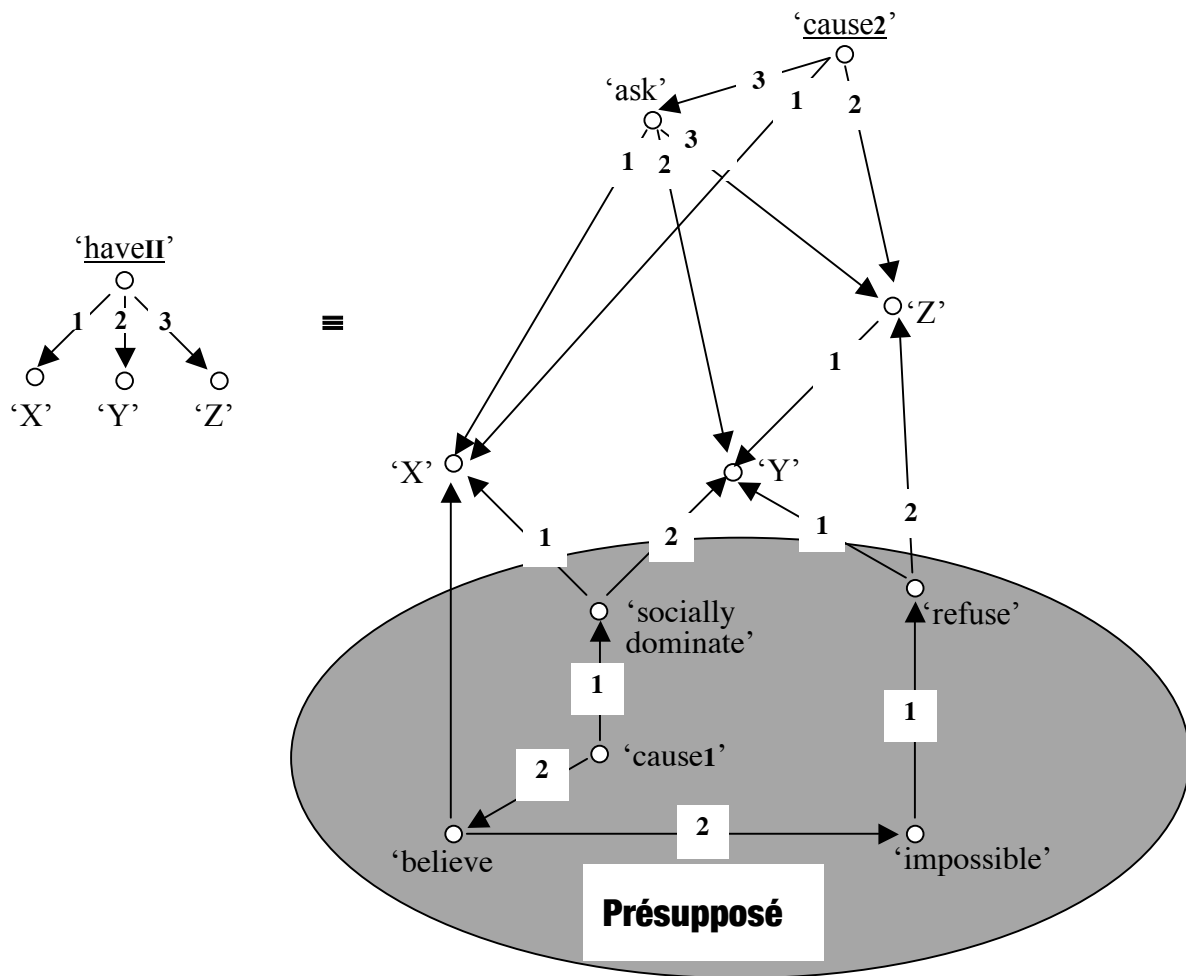 ‘cause2’
‘ask’
3
1
2
3
1
2
‘haveII’
1
2
3
‘X’ ‘Y’ ‘Z’
≡
‘Z’
1
‘X’
‘Y’
1
2
1
2
‘socially
dominate’
‘refuse’
1
1
‘cause1’
2
2
‘believe
‘impossible’
Présupposé